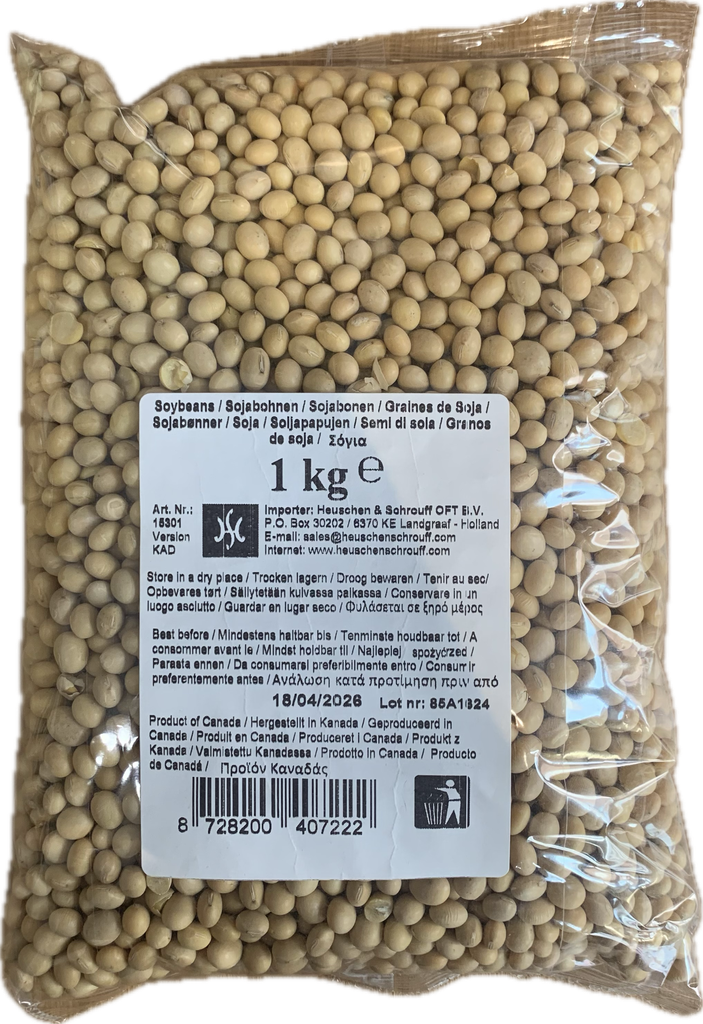 Soybeans / Sojabohnen / Sojabonen / Graines de Soja /
Sojabønner / Soja / Soijapapujen / Semi di soia / Granos
de soja / Σόγια
1 kg ℮
Art. Nr.:
15301
Version
KAD
Importer: Heuschen & Schrouff OFT B.V.
P.O. Box 30202 / 6370 KE Landgraaf - Holland
E-mail: sales@heuschenschrouff.com
Internet: www.heuschenschrouff.com
Store in a dry place / Trocken lagern / Droog bewaren / Tenir au sec/
Opbevares tørt / Säilytetään kuivassa paikassa / Conservare in un
luogo asciutto / Guardar en lugar seco / Φυλάσεται σε ξηρό μέρος
Best before / Mindestens haltbar bis / Tenminste houdbaar tot / A
consommer avant le / Mindst holdbar til / Najlepiej spożyćrzed /
Parasta ennen / Da consumarsi preferibilmente entro / Consumir
preferentemente antes / Ανάλωση κατά προτίμηση πριν από
18/04/2026 Lot nr: 85A1624
Product of Canada / Hergestellt in Kanada / Geproduceerd in
Canada / Produit en Canada / Produceret i Canada / Produkt z
Kanada / Valmistettu Kanadassa / Prodotto in Canada / Producto
de Canadá / Προϊόν Καναδάς
8 728200 407222